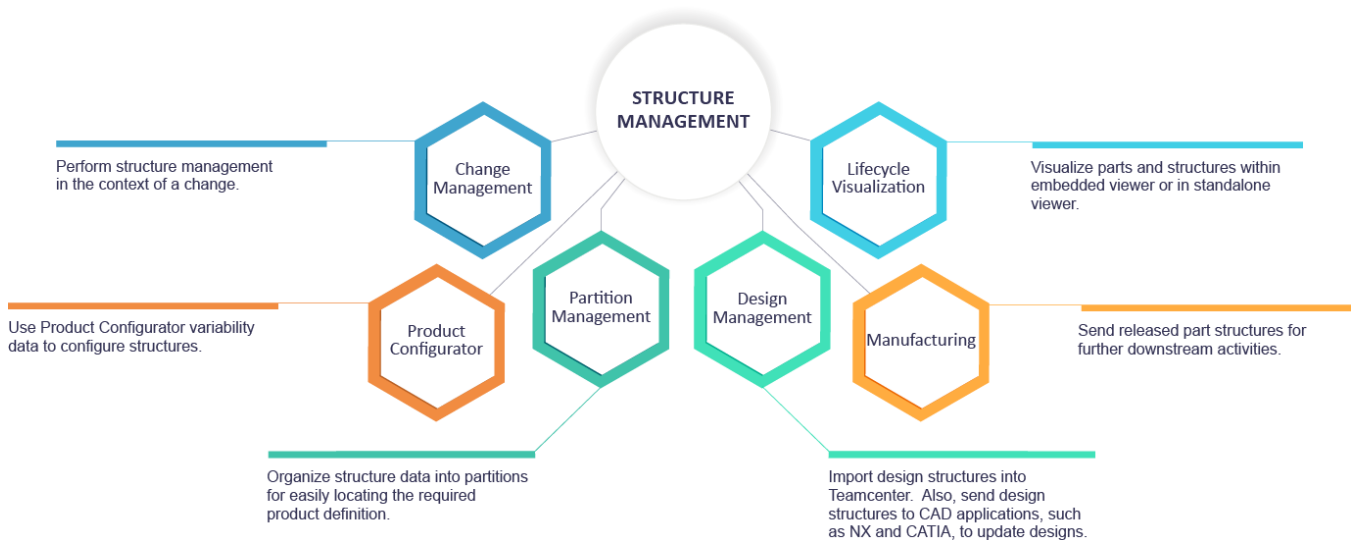 STRUCTURE
MANAGEMENT
Change
Management
Perform structure management
in the context of a change.
Lifecycle
Visualization
Visualize parts and structures within
embedded viewer or in standalone
viewer.
Product
Configurator
Use Product Configurator variability
data to configure structures.
Partition
Management
Organize structure data into partitions
for easily locating the required
product definition.
Design
Management
Import design structures into
Teamcenter.  Also, send design
structures to CAD applications, such
as NX and CATIA, to update designs.
Manufacturing
Send released part structures for
further downstream activities.